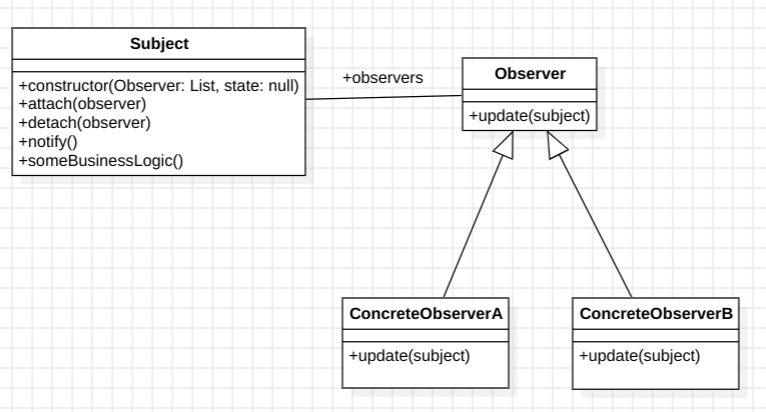 Subject
+constructor(Observer: List, state: null)
+attach(observer)
+detach(observer)
+notify()
+someBusinessLogic()
+observers
Observer
+update(subject)
ConcreteObserverA
+update(subject)
ConcreteObserverB
+update(subject)